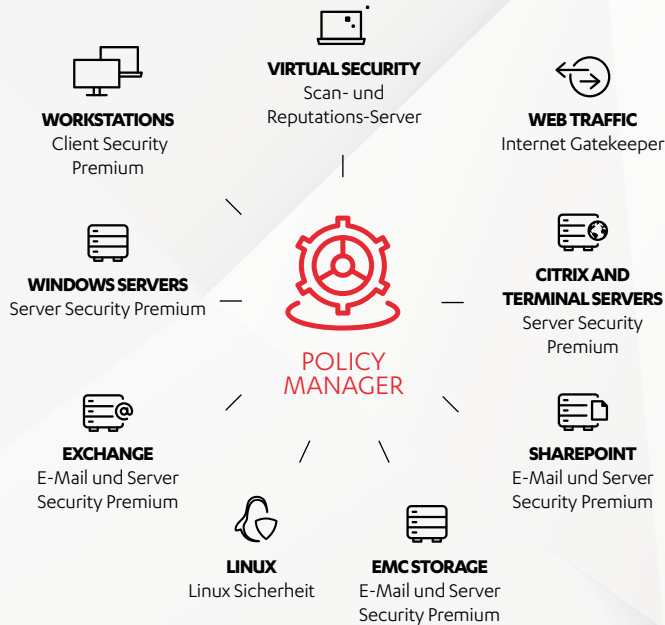 VIRTUAL SECURITY
Scan- und
Reputations-Server
WORKSTATIONS
Client Security
Premium
WEB TRAFFIC
Internet Gatekeeper
WINDOWS SERVERS
Server Security Premium
CITRIX AND
TERMINAL SERVERS
Server Security
Premium
POLICY
MANAGER
EXCHANGE
E-Mail und Server
Security Premium
SHAREPOINT
E-Mail und Server
Security Premium
LINUX
Linux Sicherheit
EMC STORAGE
E-Mail und Server
Security Premium